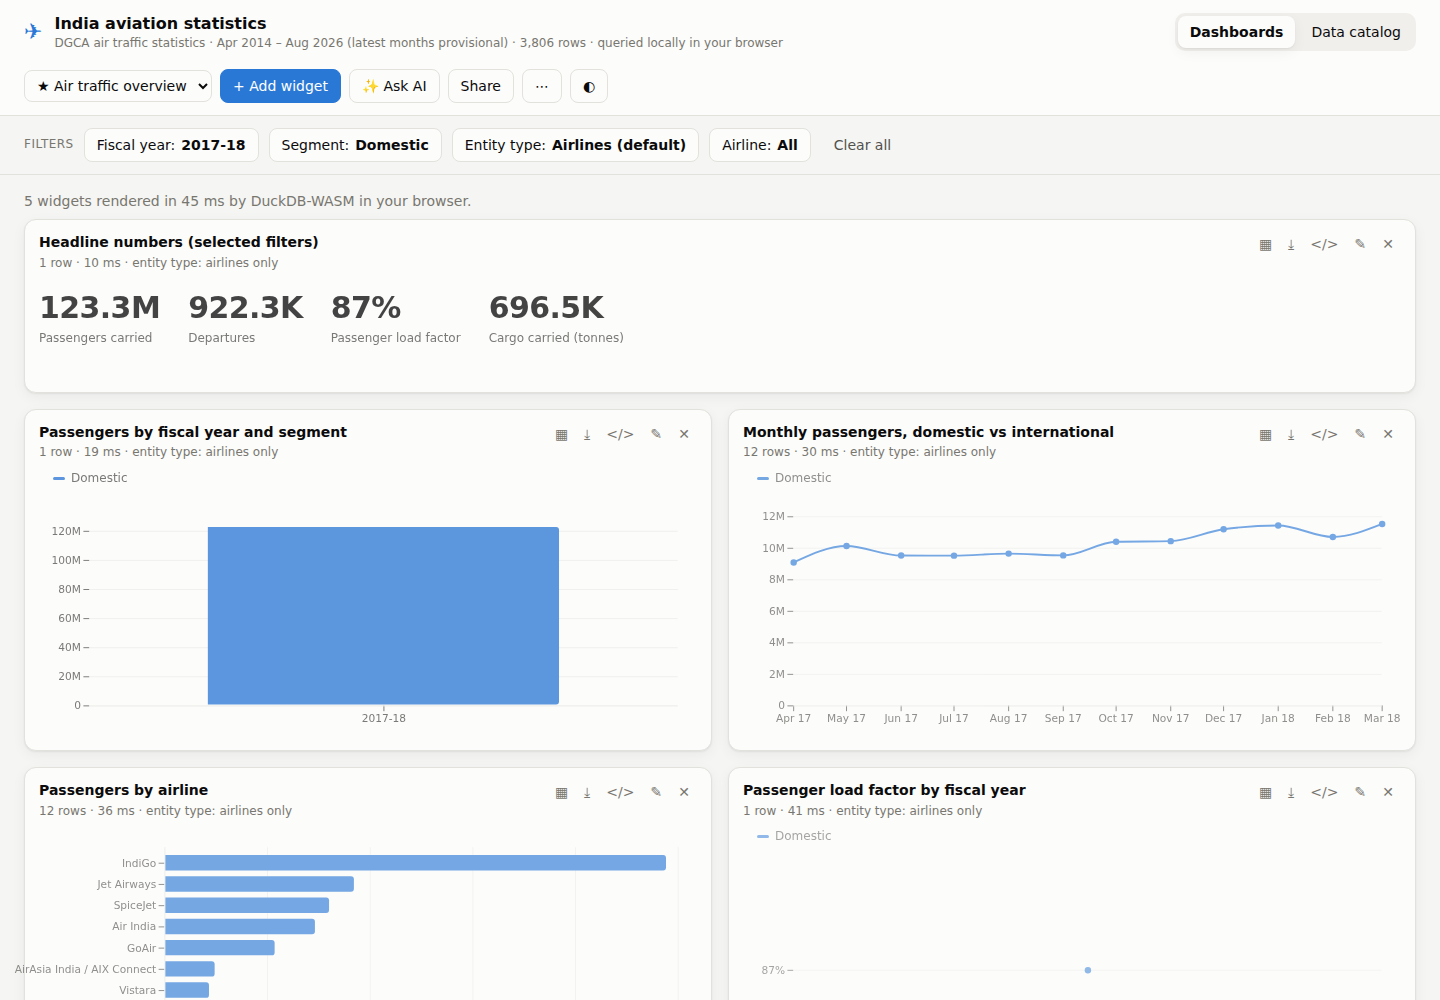 India aviation statistics
DGCA air traffic statistics · Apr 2014 – Aug 2026 (latest months provisional) · 3,806 rows · queried locally in your browser
Dashboards
Data catalog
★ Air traffic overview
+ Add widget
✨ Ask AI
Share
⋯
FILTERS
Fiscal year: 2017-18
Segment: Domestic
Entity type: Airlines (default)
Airline: All
Clear all
5 widgets rendered in 45 ms by DuckDB-WASM in your browser.
Headline numbers (selected filters)
1 row · 10 ms · entity type: airlines only
</>
123.3M
Passengers carried
922.3K
Departures
87%
Passenger load factor
696.5K
Cargo carried (tonnes)
Passengers by fiscal year and segment
1 row · 19 ms · entity type: airlines only
</>
Domestic
120M
100M
80M
60M
40M
20M
0
2017-18
Monthly passengers, domestic vs international
12 rows · 30 ms · entity type: airlines only
</>
Domestic
12M
10M
8M
6M
4M
2M
0
Apr 17 May 17 Jun 17 Jul 17 Aug 17 Sep 17 Oct 17 Nov 17 Dec 17 Jan 18 Feb 18 Mar 18
Passengers by airline
12 rows · 36 ms · entity type: airlines only
</>
IndiGo
Jet Airways
SpiceJet
Air India
GoAir
AirAsia India / AIX Connect
Vistara
Passenger load factor by fiscal year
1 row · 41 ms · entity type: airlines only
</>
Domestic
87%